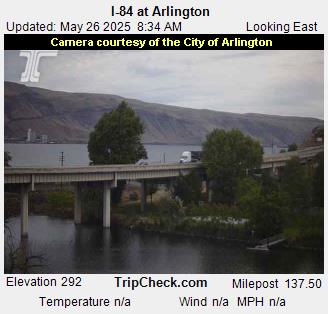 I-84 at Arlington
Updated: May 26 2025 8:34 AM Looking East
Camera courtesy of the City of Arlington
Elevation 292 TripCheck.com Milepost 137.50
Temperature n/a Wind n/a MPH n/a